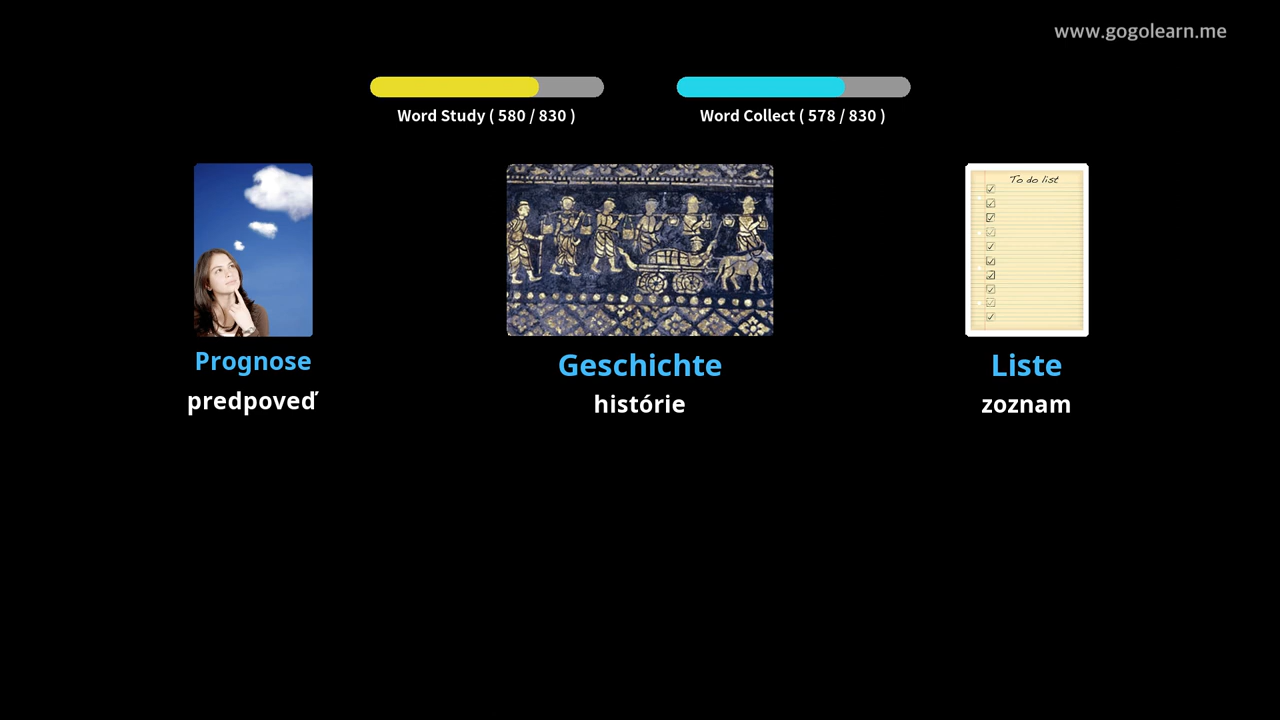 www.gogolearn.me
Word Study ( 580 / 830 )
Word Collect ( 578 / 830 )
To do list
Prognose
Geschichte
Liste
predpoveď
histórie
zoznam